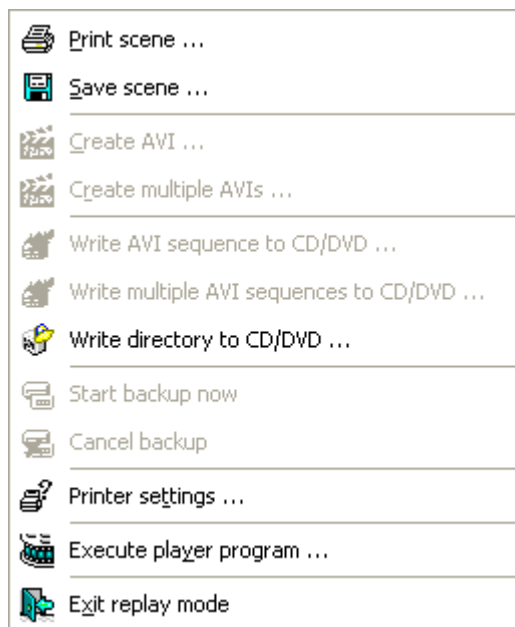 Print scene ...
Save scene ...
Create AVI ...
Create multiple AVIs ...
Write AVI sequence to CD/DVD ...
Write multiple AVI sequences to CD/DVD ...
Write directory to CD/DVD ...
Start backup now
Cancel backup
Printer settings ...
Execute player program ...
Exit replay mode